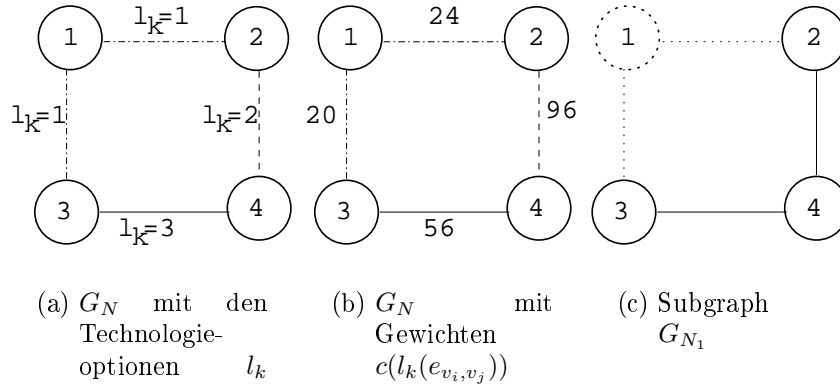 l_k=1
1
2
l_k=1
l_k=2
3
4
l_k=3
24
1
2
20
96
3
4
56
1
2
3
4
(a) G_N mit den
Technologie-
optionen l_k
(b) G_N mit
Gewichten
c(l_k(e_{v_i,v_j}))
(c) Subgraph
G_{N_1}